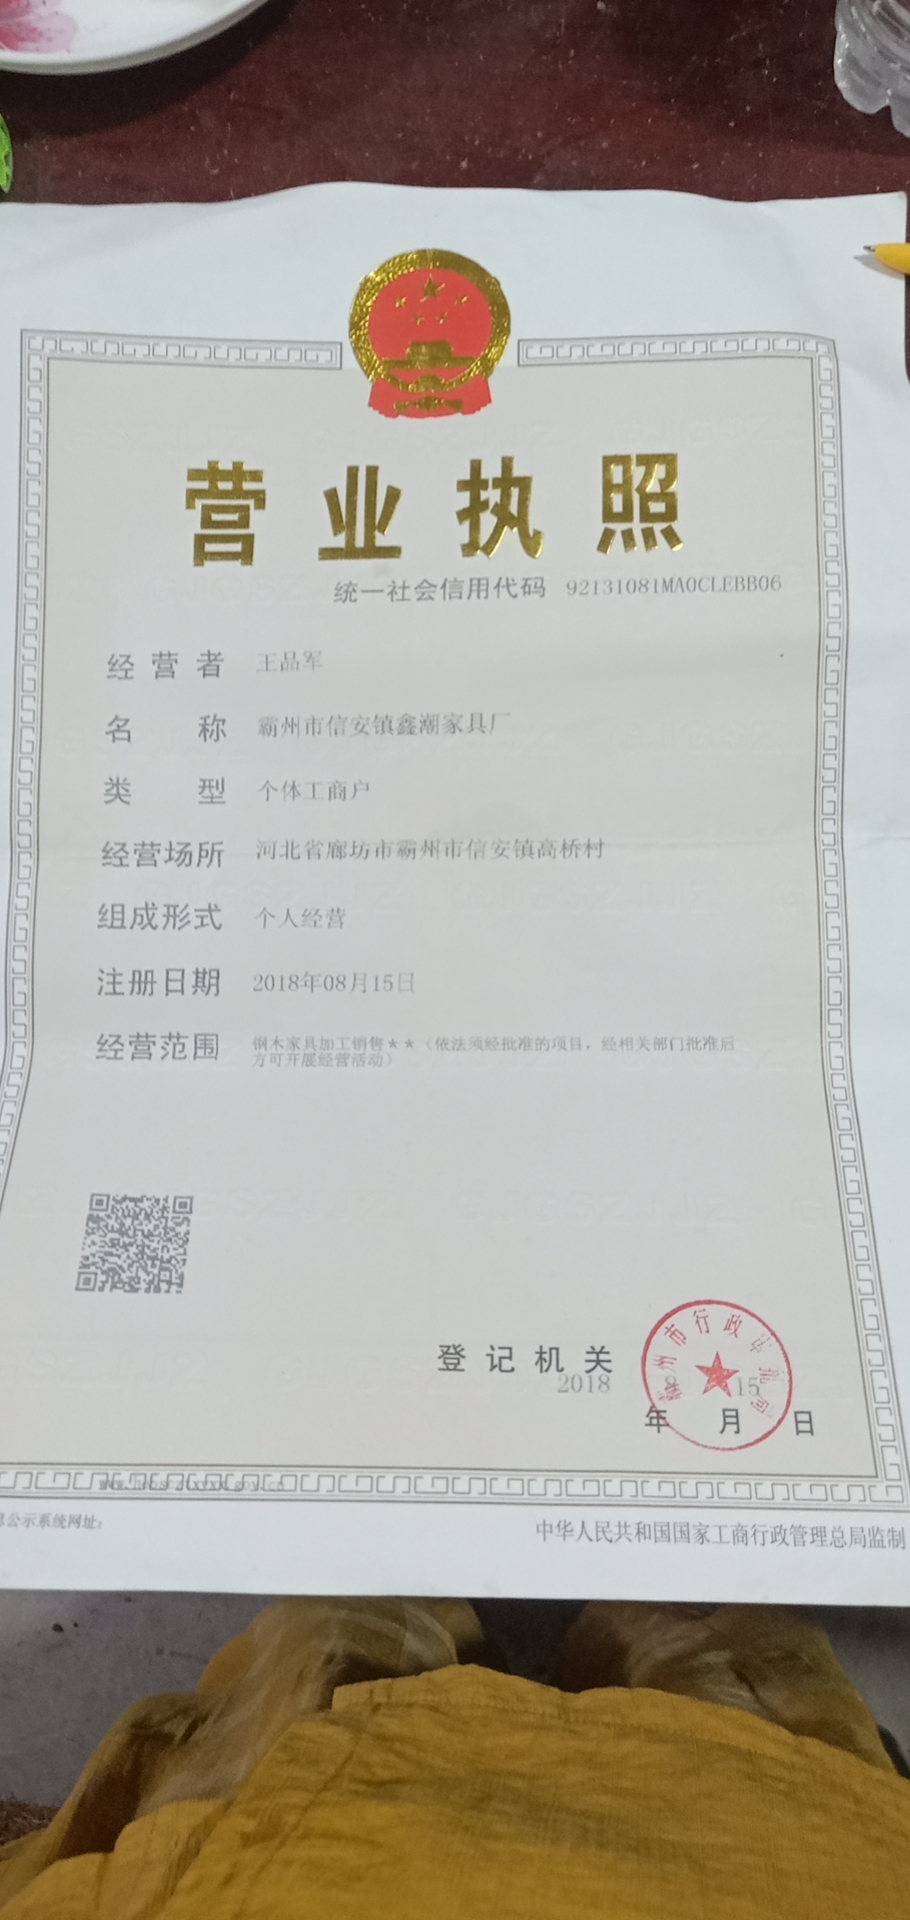 营业执照
统一社会信用代码 92131081MA0CLEBB06
经营者 王品军
名称 霸州市信安镇鑫潮家具厂
类型 个体工商户
经营场所 河北省廊坊市霸州市信安镇高桥村
组成形式 个人经营
注册日期 2018年08月15日
经营范围 钢木家具加工销售**（依法须经批准的项目，经相关部门批准后
方可开展经营活动）
登记机关
州市行政审批局
2018 8 15
年 月 日
公示系统网址：
中华人民共和国国家工商行政管理总局监制